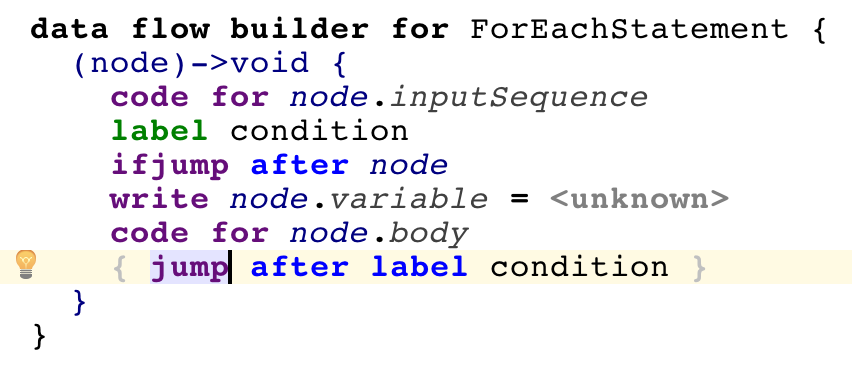 data flow builder for ForEachStatement {
(node)->void {
code for node.inputSequence
label condition
ifjump after node
write node.variable = <unknown>
code for node.body
{ jump after label condition }
}
}